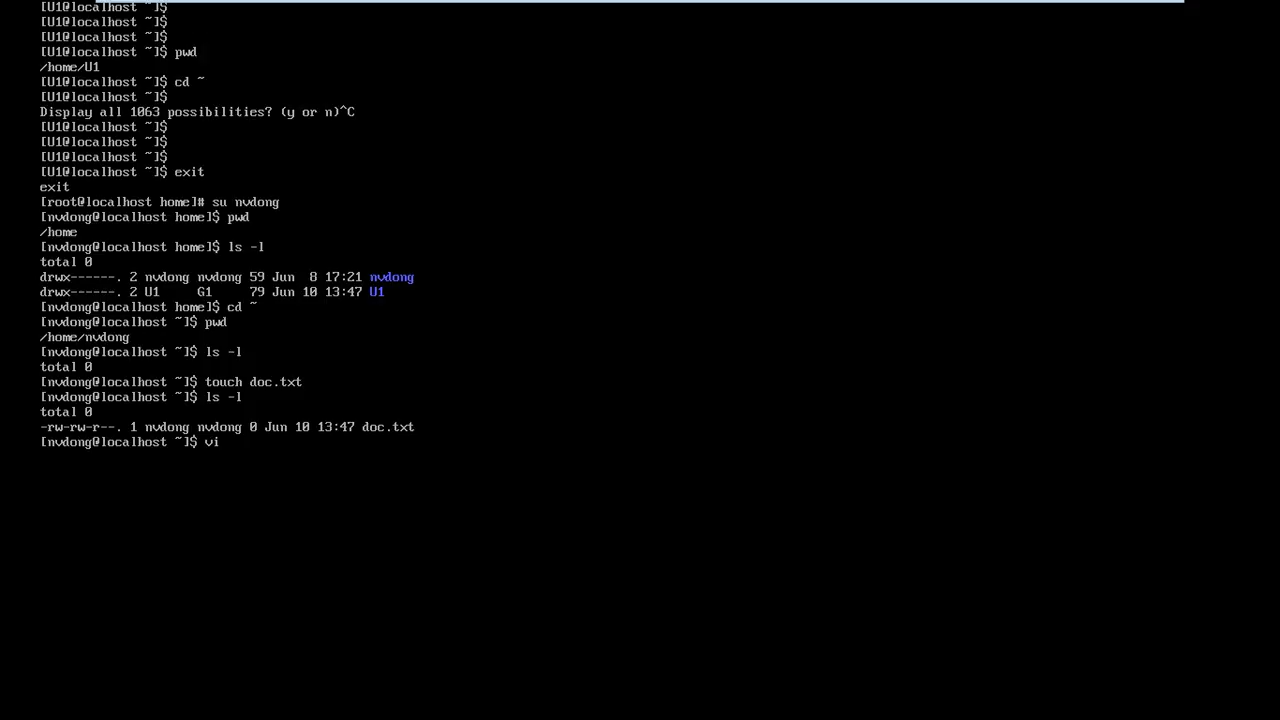 [U1@localhost ~]$
[U1@localhost ~]$
[U1@localhost ~]$
[U1@localhost ~]$ pwd
/home/U1
[U1@localhost ~]$ cd ~
[U1@localhost ~]$
Display all 1063 possibilities? (y or n)^C
[U1@localhost ~]$
[U1@localhost ~]$
[U1@localhost ~]$
[U1@localhost ~]$ exit
exit
[root@localhost home]# su nvdong
[nvdong@localhost home]$ pwd
/home
[nvdong@localhost home]$ ls -l
total 0
drwx------. 2 nvdong nvdong 59 Jun  8 17:21 nvdong
drwx------. 2 U1     G1     79 Jun 10 13:47 U1
[nvdong@localhost home]$ cd ~
[nvdong@localhost ~]$ pwd
/home/nvdong
[nvdong@localhost ~]$ ls -l
total 0
[nvdong@localhost ~]$ touch doc.txt
[nvdong@localhost ~]$ ls -l
total 0
-rw-rw-r--. 1 nvdong nvdong 0 Jun 10 13:47 doc.txt
[nvdong@localhost ~]$ vi